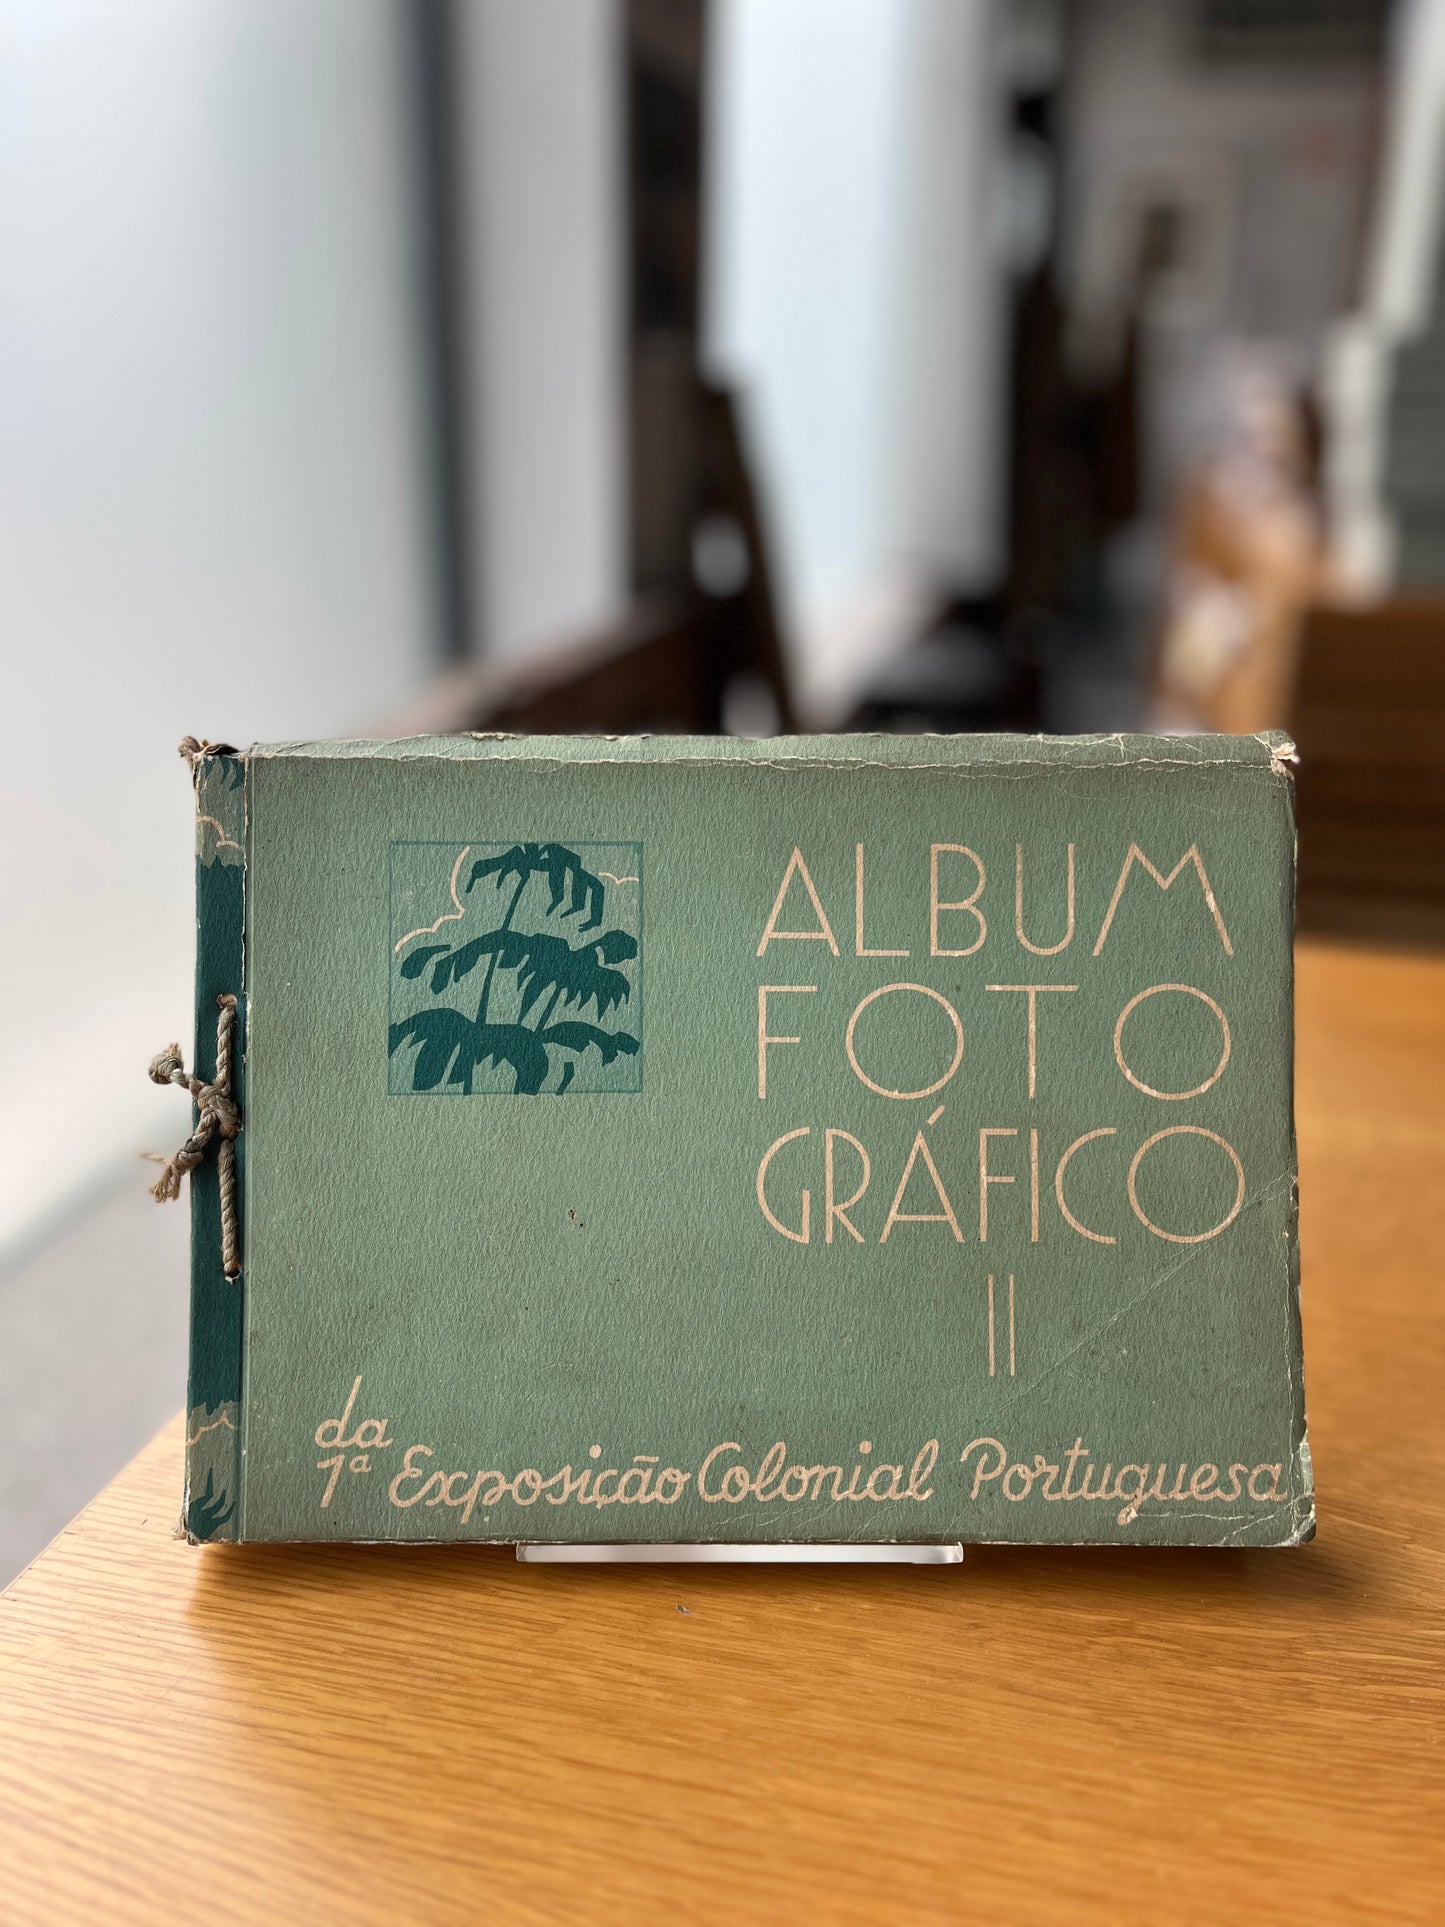 ALBUM
FOTO
GRÁFICO
II
da
1ª Exposição Colonial Portuguesa